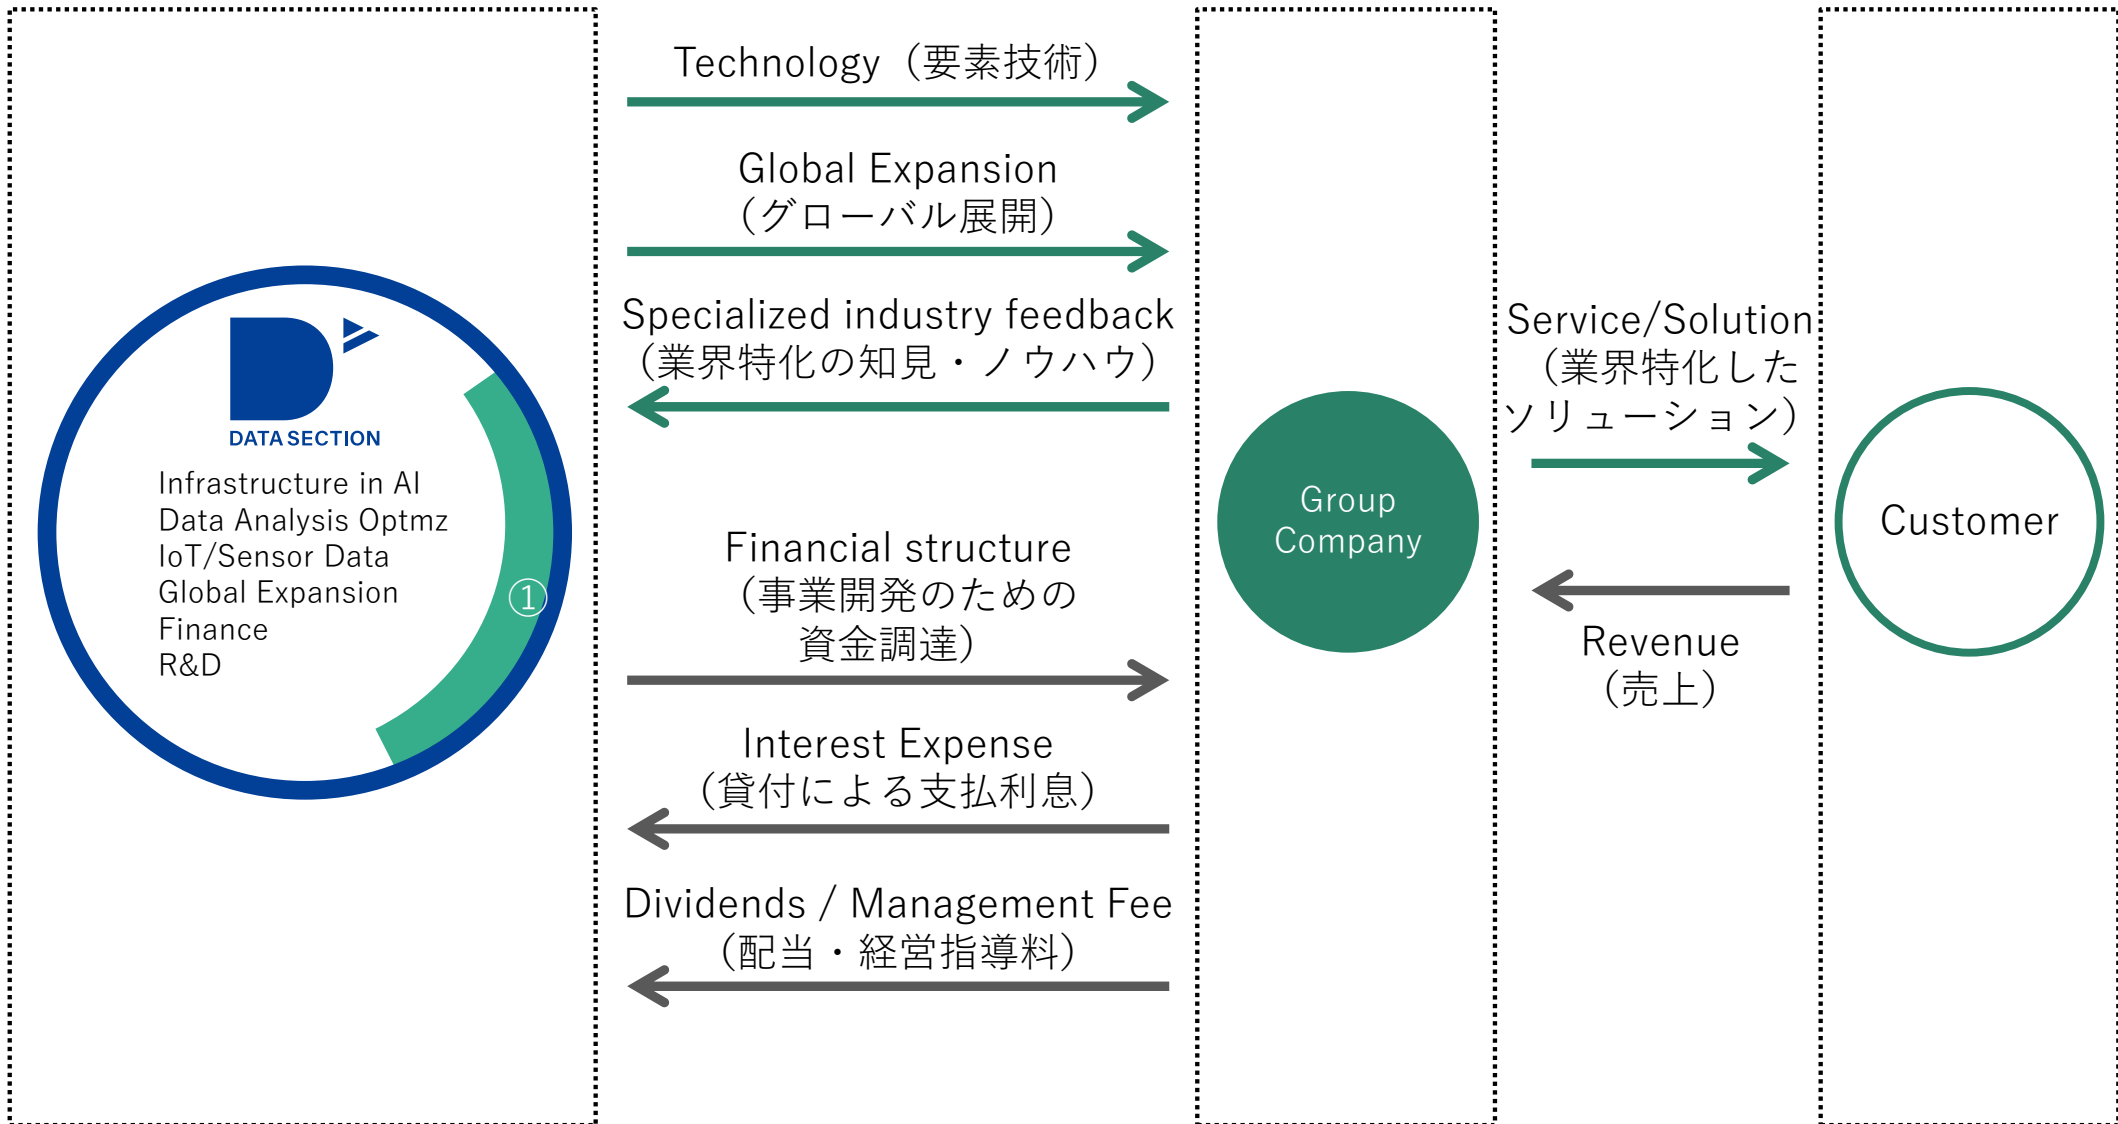 DATA SECTION
Infrastructure in AI
Data Analysis Optmz
IoT/Sensor Data
Global Expansion
Finance
R&D
①
Technology（要素技術）
Global Expansion
（グローバル展開）
Specialized industry feedback
（業界特化の知見・ノウハウ）
Financial structure
（事業開発のための
資金調達）
Interest Expense
（貸付による支払利息）
Dividends / Management Fee
（配当・経営指導料）
Group
Company
Service/Solution
（業界特化した
ソリューション）
Revenue
（売上）
Customer